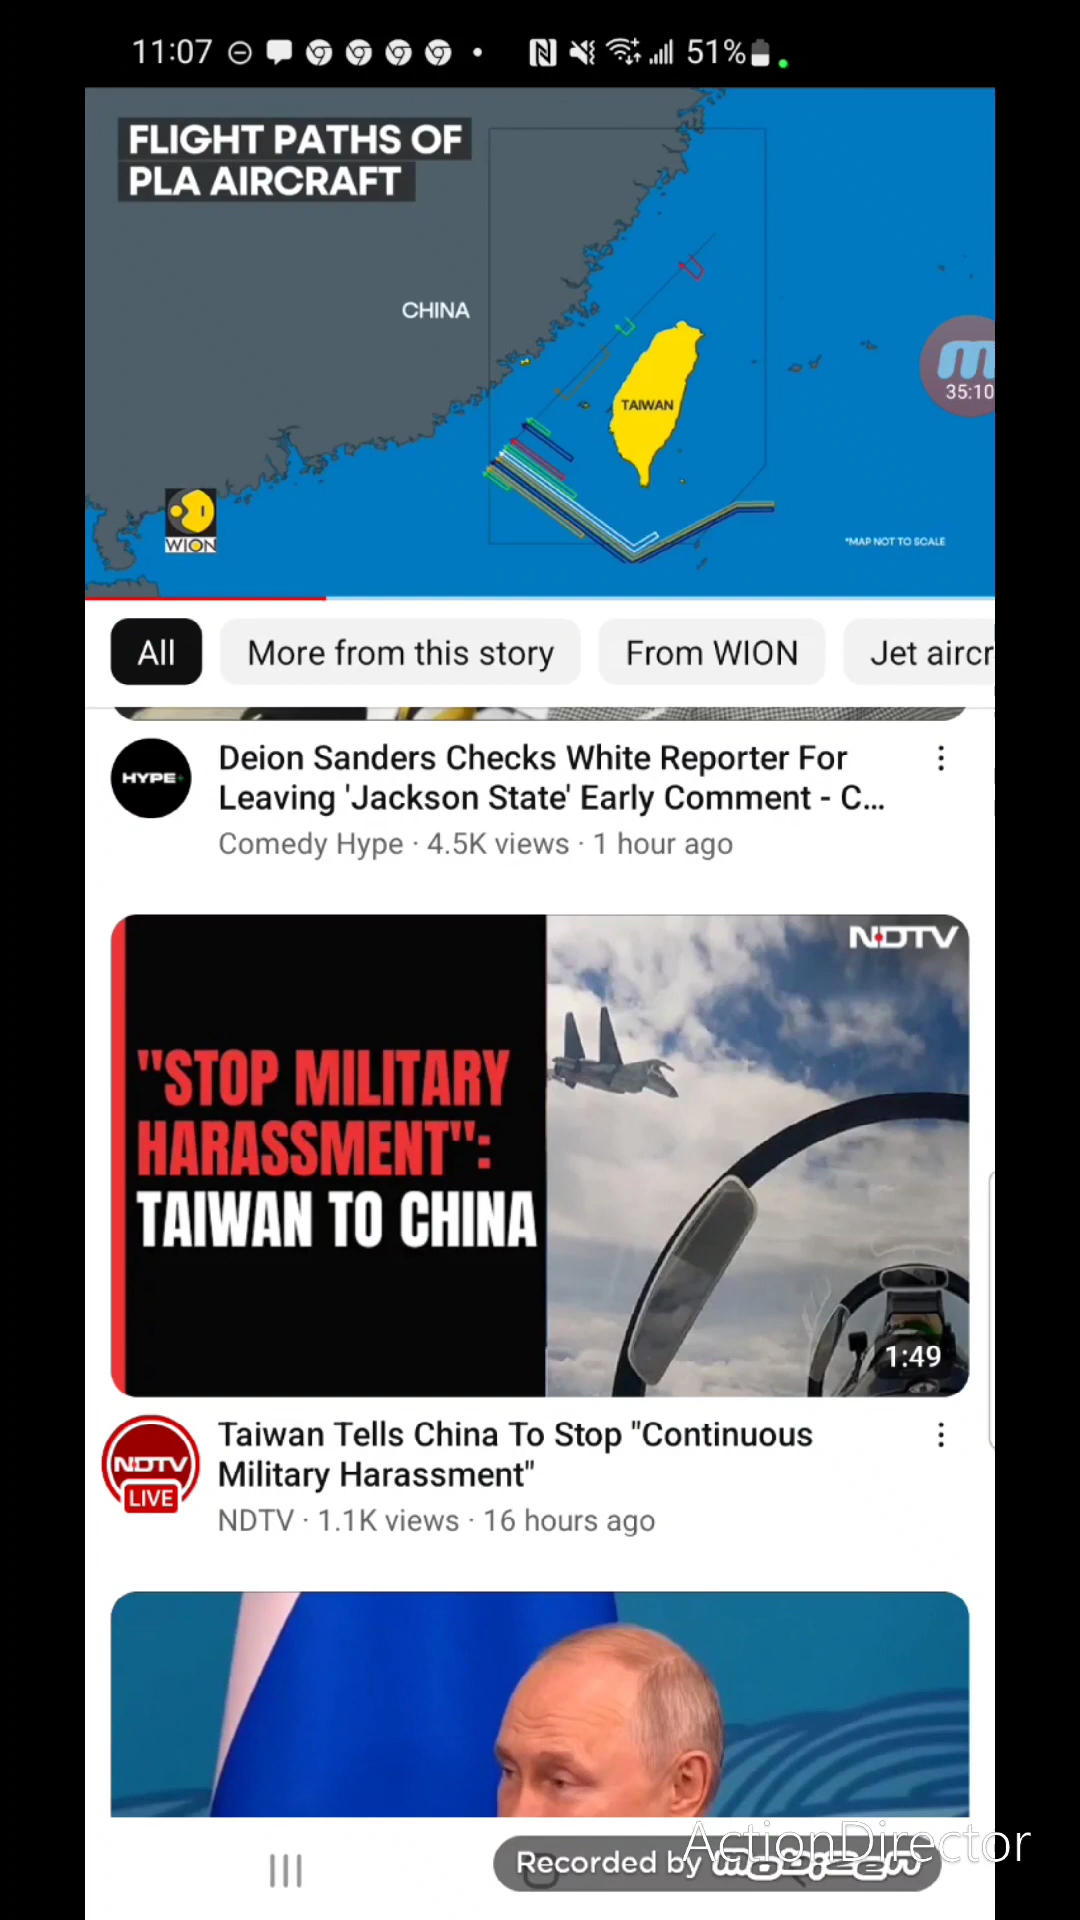 11:07
51%
FLIGHT PATHS OF
PLA AIRCRAFT
CHINA
TAIWAN
35:10
WION
*MAP NOT TO SCALE
All
More from this story
From WION
Jet aircr
HYPE+
Deion Sanders Checks White Reporter For
Leaving 'Jackson State' Early Comment - C...
Comedy Hype · 4.5K views · 1 hour ago
NDTV
"STOP MILITARY
HARASSMENT":
TAIWAN TO CHINA
1:49
NDTV
LIVE
Taiwan Tells China To Stop "Continuous
Military Harassment"
NDTV · 1.1K views · 16 hours ago
ActionDirector
Recorded by mobizen